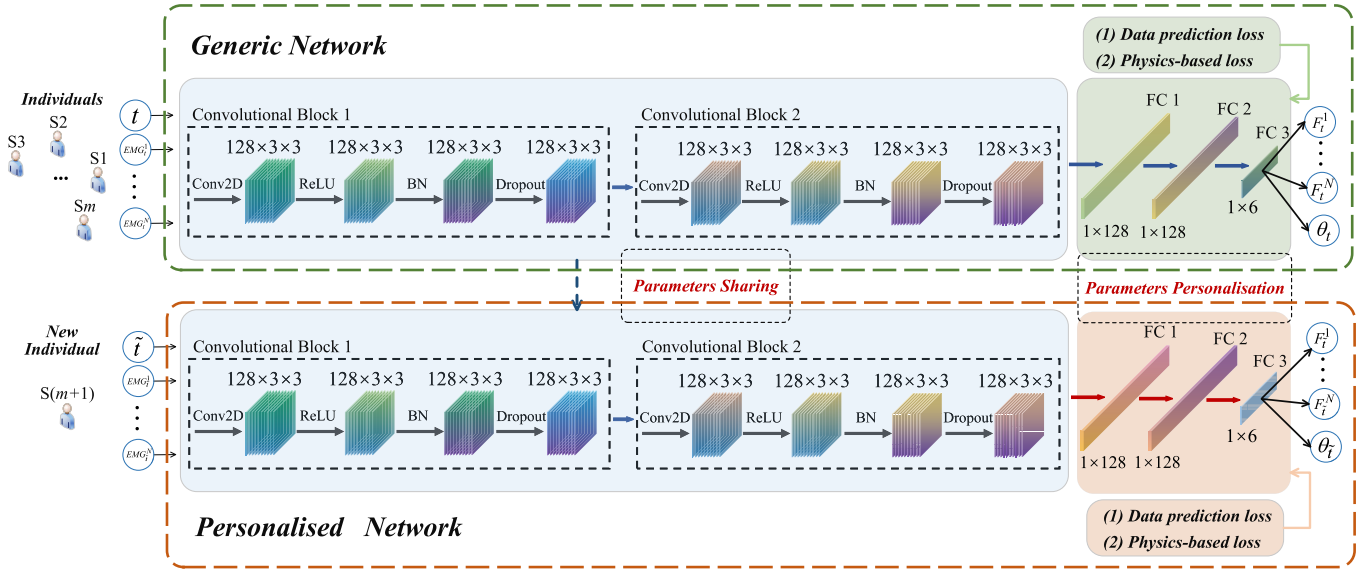 Generic Network
(1) Data prediction loss
(2) Physics-based loss
Individuals
S3
S2
S1
...
Sm
t
EMG_t^1
EMG_t^N
Convolutional Block 1
128×3×3 128×3×3 128×3×3 128×3×3
Conv2D ReLU BN Dropout
Convolutional Block 2
128×3×3 128×3×3 128×3×3 128×3×3
Conv2D ReLU BN Dropout
FC 1
FC 2
FC 3
1×128 1×128 1×6
F_t^1
F_t^N
θ_t
Parameters Sharing
Parameters Personalisation
New
Individual
S(m+1)
t̃
EMG_t̃^1
EMG_t̃^N
Convolutional Block 1
128×3×3 128×3×3 128×3×3 128×3×3
Conv2D ReLU BN Dropout
Convolutional Block 2
128×3×3 128×3×3 128×3×3 128×3×3
Conv2D ReLU BN Dropout
FC 1
FC 2
FC 3
1×128 1×128 1×6
F_t̃^1
F_t̃^N
θ_t̃
(1) Data prediction loss
(2) Physics-based loss
Personalised Network